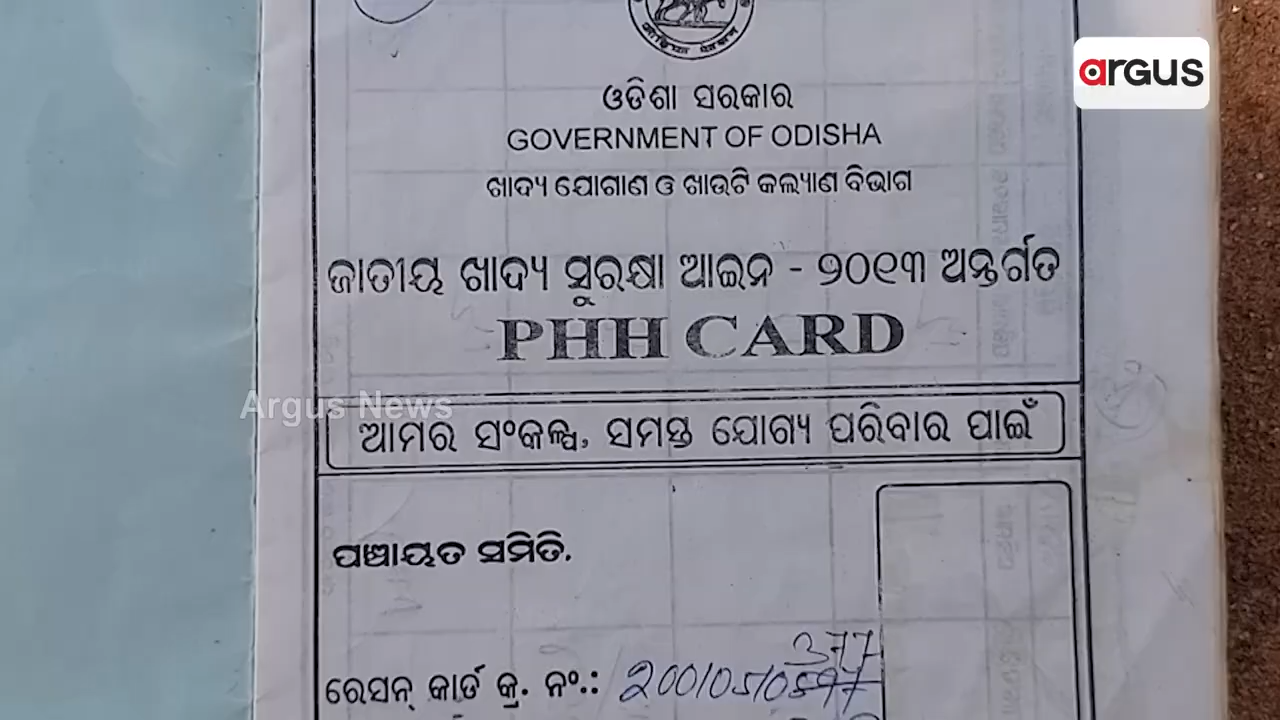 argus
ଓଡିଶା ସରକାର
GOVERNMENT OF ODISHA
ଖାଦ୍ୟ ଯୋଗାଣ ଓ ଖାଉଟି କଲ୍ୟାଣ ବିଭାଗ
ଜାତୀୟ ଖାଦ୍ୟ ସୁରକ୍ଷା ଆଇନ - ୨୦୧୩ ଅନ୍ତର୍ଗତ
PHH CARD
Argus News
ଆମର ସଂକଳ୍ପ, ସମସ୍ତ ଯୋଗ୍ୟ ପରିବାର ପାଇଁ
ପଞ୍ଚାୟତ ସମିତି.
377
ରେସନ୍ କାର୍ଡ କ୍ର. ନଂ.: